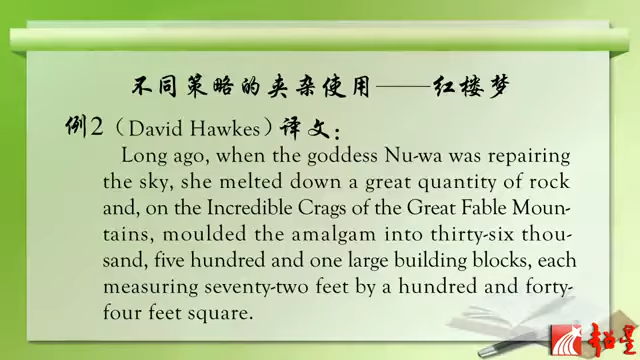 不同策略的夹杂使用——红楼梦
例2（David Hawkes）译文：
Long ago, when the goddess Nu-wa was repairing
the sky, she melted down a great quantity of rock
and, on the Incredible Crags of the Great Fable Moun-
tains, moulded the amalgam into thirty-six thou-
sand, five hundred and one large building blocks, each
measuring seventy-two feet by a hundred and forty-
four feet square.
超星